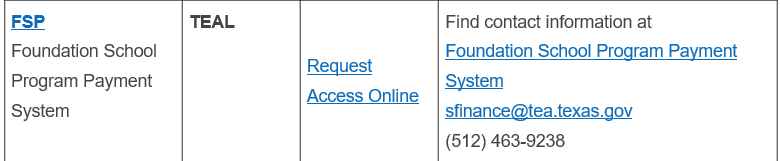 FSP
Foundation School
Program Payment
System
TEAL
Request
Access Online
Find contact information at
Foundation School Program Payment
System
sfinance@tea.texas.gov
(512) 463-9238